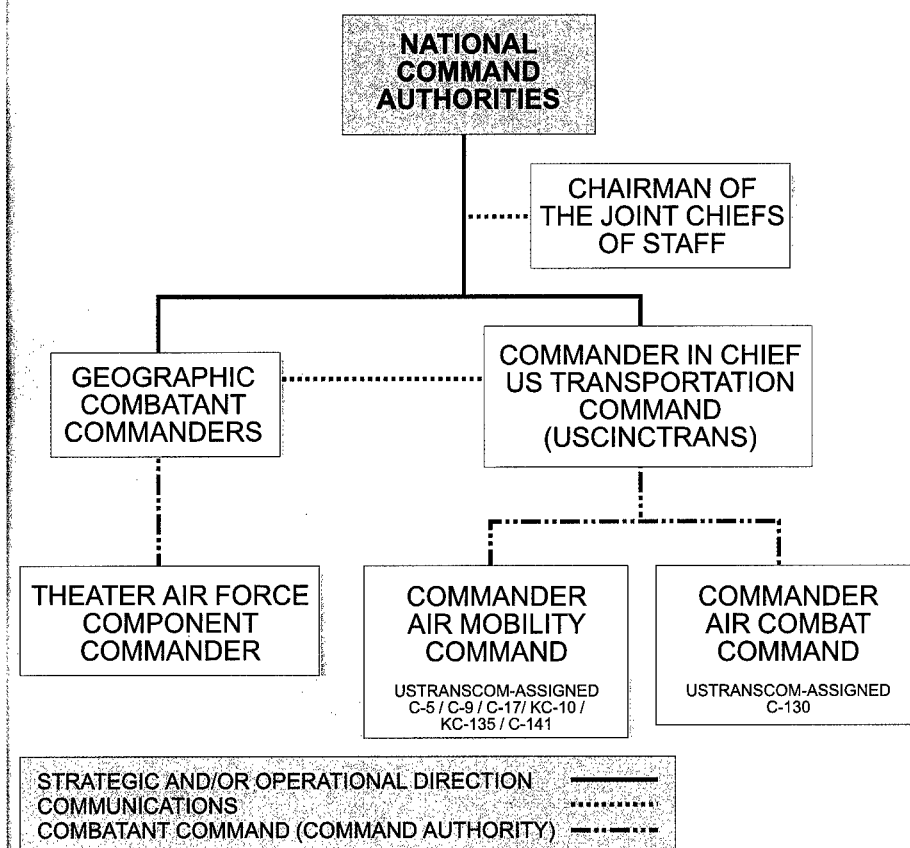 NATIONAL
COMMAND
AUTHORITIES
CHAIRMAN OF
THE JOINT CHIEFS
OF STAFF
GEOGRAPHIC
COMBATANT
COMMANDERS
COMMANDER IN CHIEF
US TRANSPORTATION
COMMAND
(USCINCTRANS)
THEATER AIR FORCE
COMPONENT
COMMANDER
COMMANDER
AIR MOBILITY
COMMAND
USTRANSCOM-ASSIGNED
C-5 / C-9 / C-17/ KC-10 /
KC-135 / C-141
COMMANDER
AIR COMBAT
COMMAND
USTRANSCOM-ASSIGNED
C-130
STRATEGIC AND/OR OPERATIONAL DIRECTION
COMMUNICATIONS
COMBATANT COMMAND (COMMAND AUTHORITY)